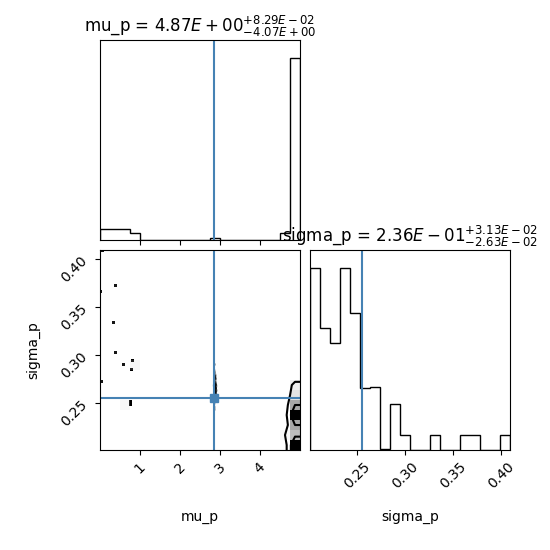 mu_p = 4.87E + 00 +8.29E − 02 −4.07E + 00
sigma_p = 2.36E − 01 +3.13E − 02 −2.63E − 02
0.40
0.35
0.30
0.25
sigma_p
1 2 3 4
mu_p
0.25 0.30 0.35 0.40
sigma_p